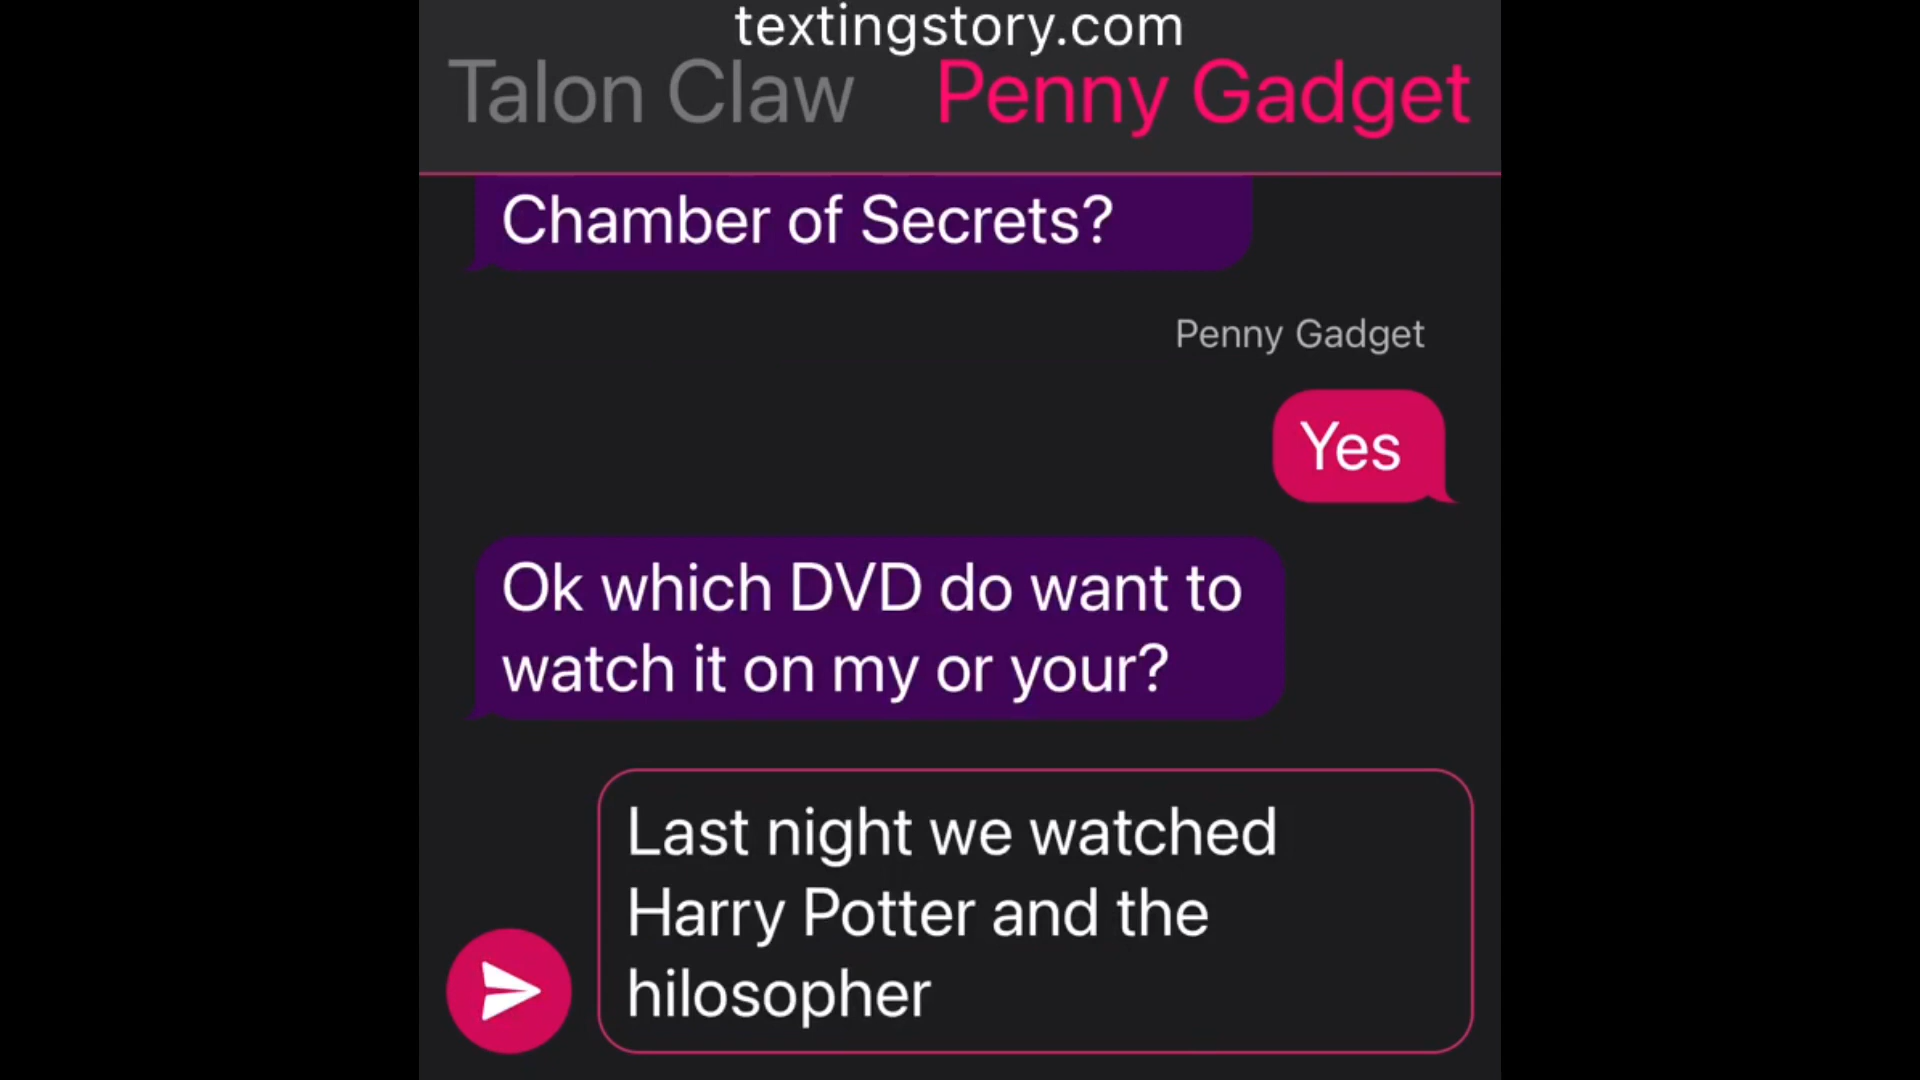 textingstory.com
Talon Claw Penny Gadget
Chamber of Secrets?
Penny Gadget
Yes
Ok which DVD do want to
watch it on my or your?
Last night we watched
Harry Potter and the
hilosopher